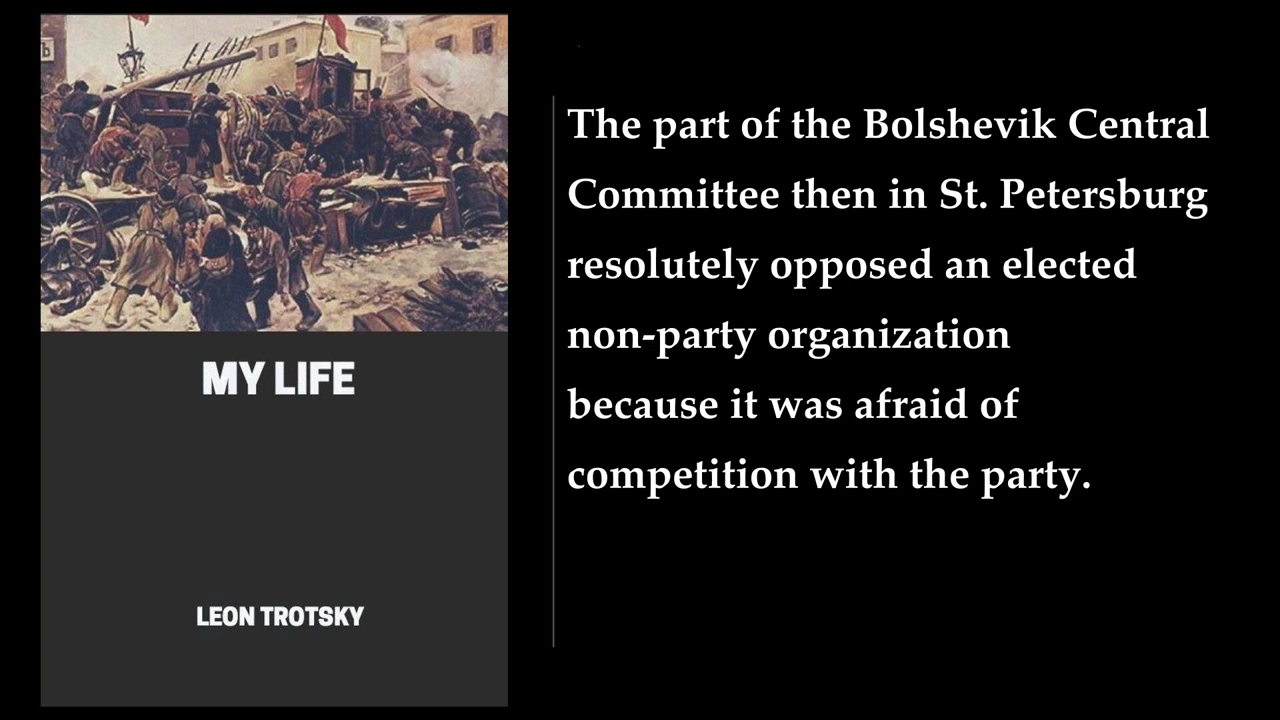 MY LIFE
LEON TROTSKY
The part of the Bolshevik Central
Committee then in St. Petersburg
resolutely opposed an elected
non-party organization
because it was afraid of
competition with the party.